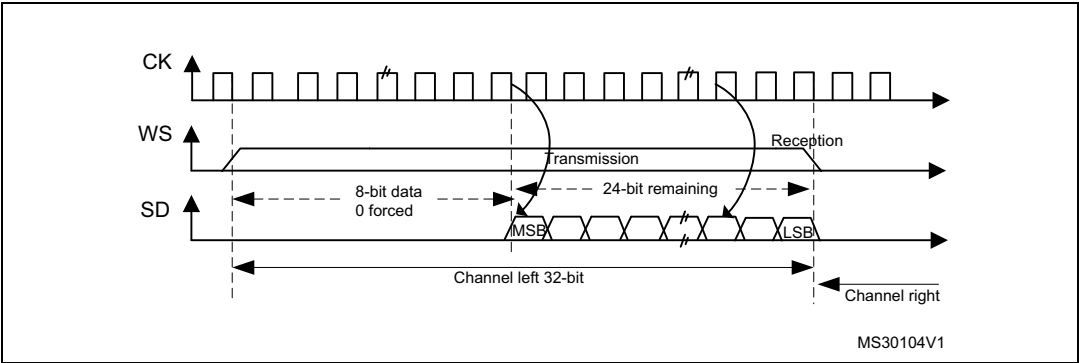 CK
WS
Reception
Transmission
8-bit data
0 forced
24-bit remaining
SD
MSB
LSB
Channel left 32-bit
Channel right
MS30104V1